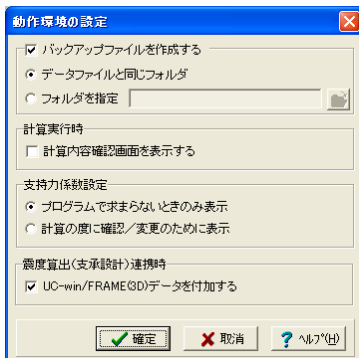 動作環境の設定
バックアップファイルを作成する
データファイルと同じフォルダ
フォルダを指定
計算実行時
計算内容確認画面を表示する
支持力係数設定
プログラムで求まらないときのみ表示
計算の度に確認／変更のために表示
震度算出(支承設計)連携時
UC-win/FRAME(3D)データを付加する
確定 取消 ? ヘルプ(H)